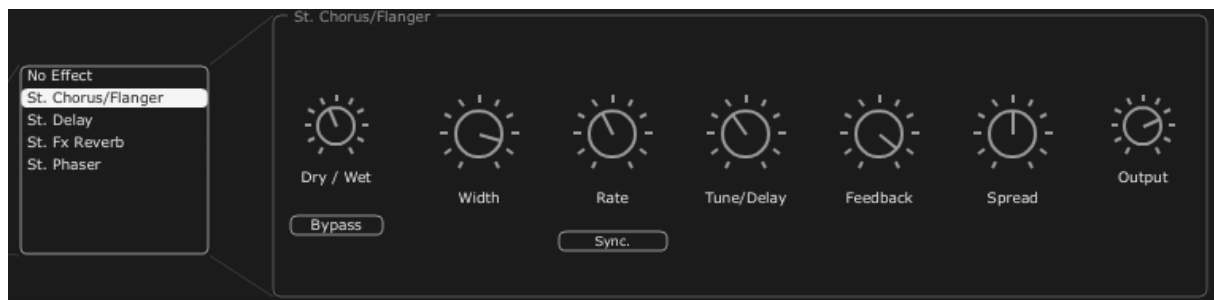 St. Chorus/Flanger
No Effect
St. Chorus/Flanger
St. Delay
St. Fx Reverb
St. Phaser
Dry / Wet
Width
Rate
Tune/Delay
Feedback
Spread
Output
Bypass
Sync.